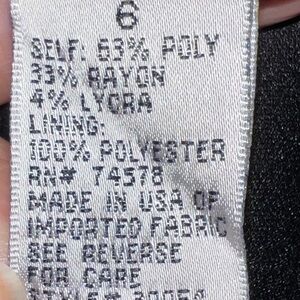 6
SELF: 63% POLY
33% RAYON
4% LYCRA
LINING:
100% POLYESTER
RN# 74578
MADE IN USA OF
IMPORTED FABRIC
SEE REVERSE
FOR CARE